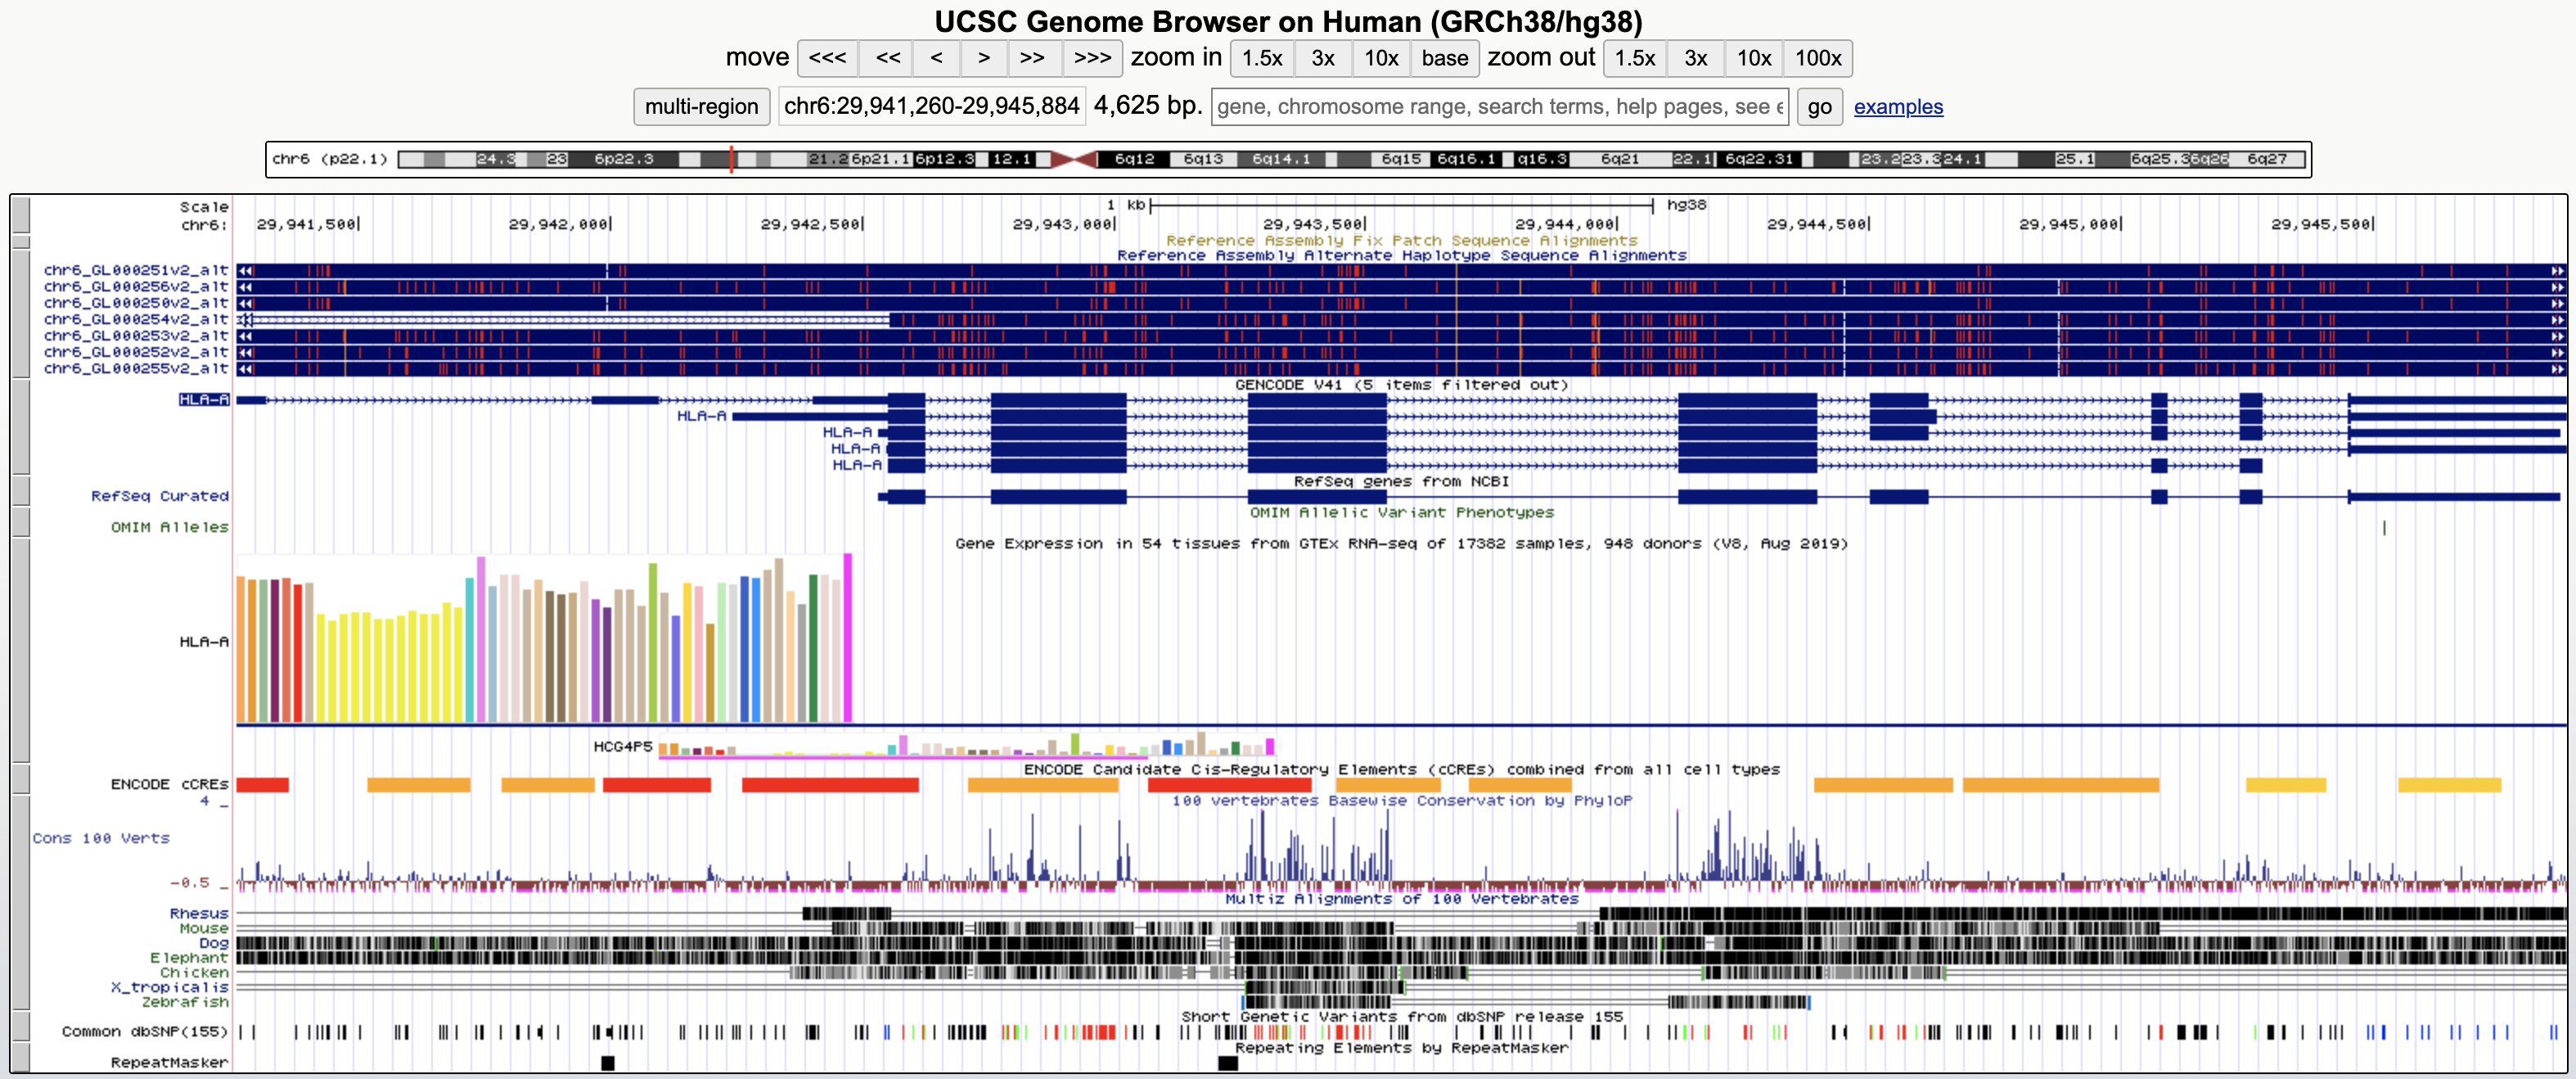 UCSC Genome Browser on Human (GRCh38/hg38)
move <<< << < > >> >>> zoom in 1.5x 3x 10x base zoom out 1.5x 3x 10x 100x
multi-region chr6:29,941,260-29,945,884 4,625 bp. gene, chromosome range, search terms, help pages, see e go examples
chr6 (p22.1) 24.3 23 6p22.3 21.2 6p21.1 6p12.3 12.1 6q12 6q13 6q14.1 6q15 6q16.1 q16.3 6q21 22.1 6q22.31 23.2 23.3 24.1 25.1 6q25.3 6q26 6q27
Scale 1 kb hg38
chr6: 29,941,500 29,942,000 29,942,500 29,943,000 29,943,500 29,944,000 29,944,500 29,945,000 29,945,500
Reference Assembly Fix Patch Sequence Alignments
Reference Assembly Alternate Haplotype Sequence Alignments
chr6_GL000251v2_alt
chr6_GL000256v2_alt
chr6_GL000250v2_alt
chr6_GL000254v2_alt
chr6_GL000253v2_alt
chr6_GL000252v2_alt
chr6_GL000255v2_alt
GENCODE V41 (5 items filtered out)
HLA-A
HLA-A
HLA-A
HLA-A
HLA-A
RefSeq genes from NCBI
RefSeq Curated
OMIM Allelic Variant Phenotypes
OMIM Alleles
Gene Expression in 54 tissues from GTEx RNA-seq of 17382 samples, 948 donors (V8, Aug 2019)
HLA-A
HCG4P5
ENCODE Candidate Cis-Regulatory Elements (cCREs) combined from all cell types
ENCODE cCREs
100 vertebrates Basewise Conservation by PhyloP
4 _
Cons 100 Verts
-0.5 _
Multiz Alignments of 100 Vertebrates
Rhesus
Mouse
Dog
Elephant
Chicken
X_tropicalis
Zebrafish
Short Genetic Variants from dbSNP release 155
Common dbSNP(155)
Repeating Elements by RepeatMasker
RepeatMasker